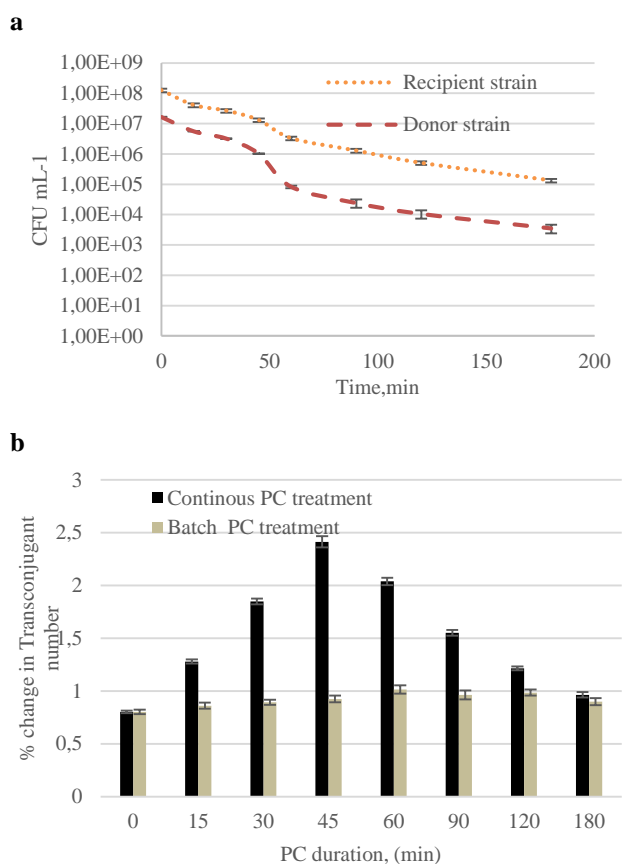 a
1,00E+09
1,00E+08
1,00E+07
1,00E+06
1,00E+05
1,00E+04
1,00E+03
1,00E+02
1,00E+01
1,00E+00
CFU mL-1
Recipient strain
Donor strain
0
50
100
150
200
Time,min
b
3
2,5
2
1,5
1
0,5
0
% change in Transconjugant
number
Continous PC treatment
Batch PC treatment
0
15
30
45
60
90
120
180
PC duration, (min)